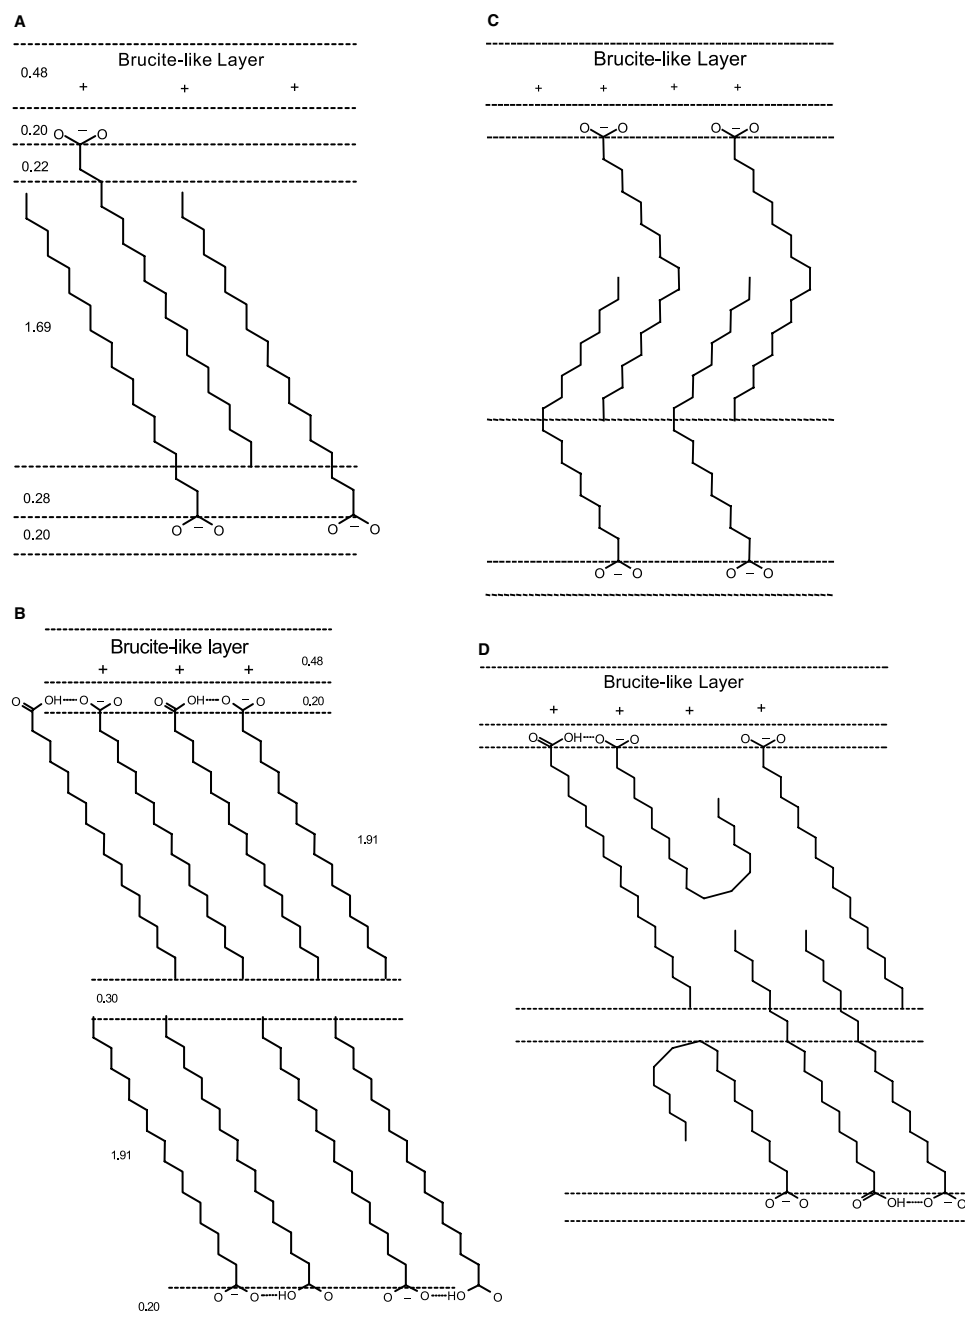 A
Brucite-like Layer
0.48
+ + +
0.20
O − O
0.22
1.69
0.28
O − O O − O
0.20
C
Brucite-like Layer
+ + + +
O − O O − O
O − O O − O
B
Brucite-like layer
0.48
+ + +
O OH O − O O OH O − O
0.20
1.91
0.30
1.91
O − O HO O O − O HO O
0.20
D
Brucite-like Layer
+ + + +
O OH O − O O − O
O − O O OH O − O